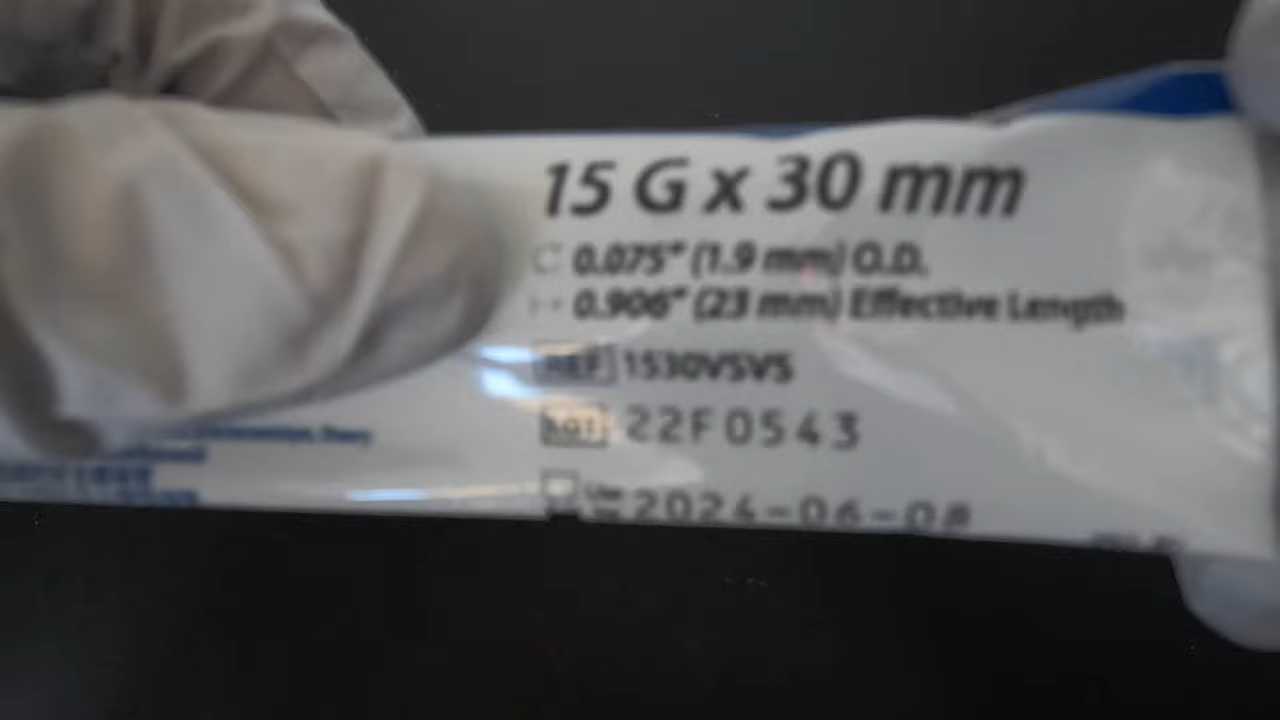 15 G x 30 mm
0.075" (1.9 mm) O.D.
0.906" (23 mm) Effective Length
REF 1530VSVS
LOT 22F0543
Use 2024-06-08